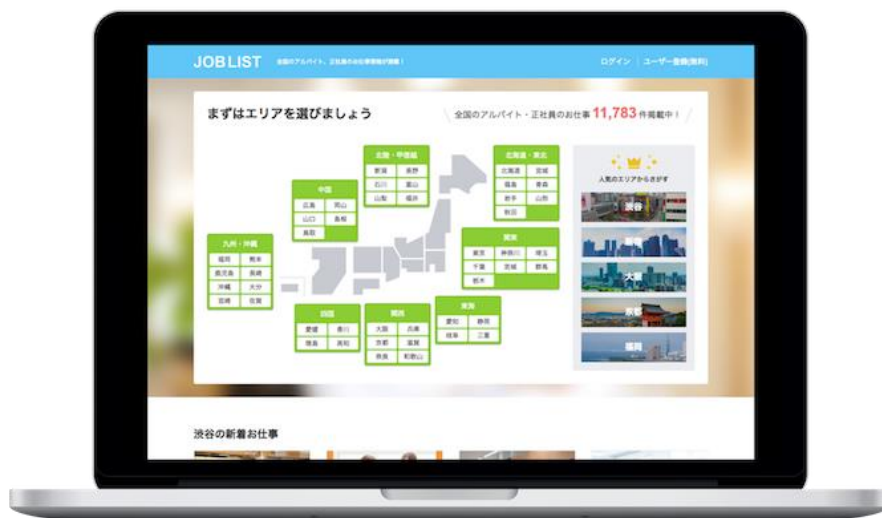 JOB LIST
全国のアルバイト、正社員のお仕事情報が満載！
ログイン | ユーザー登録(無料)
まずはエリアを選びましょう
全国のアルバイト・正社員のお仕事 11,783 件掲載中！
北陸・甲信越
新潟 長野
石川 富山
山梨 福井
北海道・東北
北海道 宮城
福島 青森
岩手 山形
秋田
中国
広島 岡山
山口 島根
鳥取
九州・沖縄
福岡 熊本
鹿児島 長崎
沖縄 大分
宮崎 佐賀
関東
東京 神奈川 埼玉
千葉 茨城 群馬
栃木
四国
愛媛 香川
徳島 高知
関西
大阪 兵庫
京都 滋賀
奈良 和歌山
東海
愛知 静岡
岐阜 三重
人気のエリアからさがす
渋谷
新宿
大阪
京都
福岡
渋谷の新着お仕事